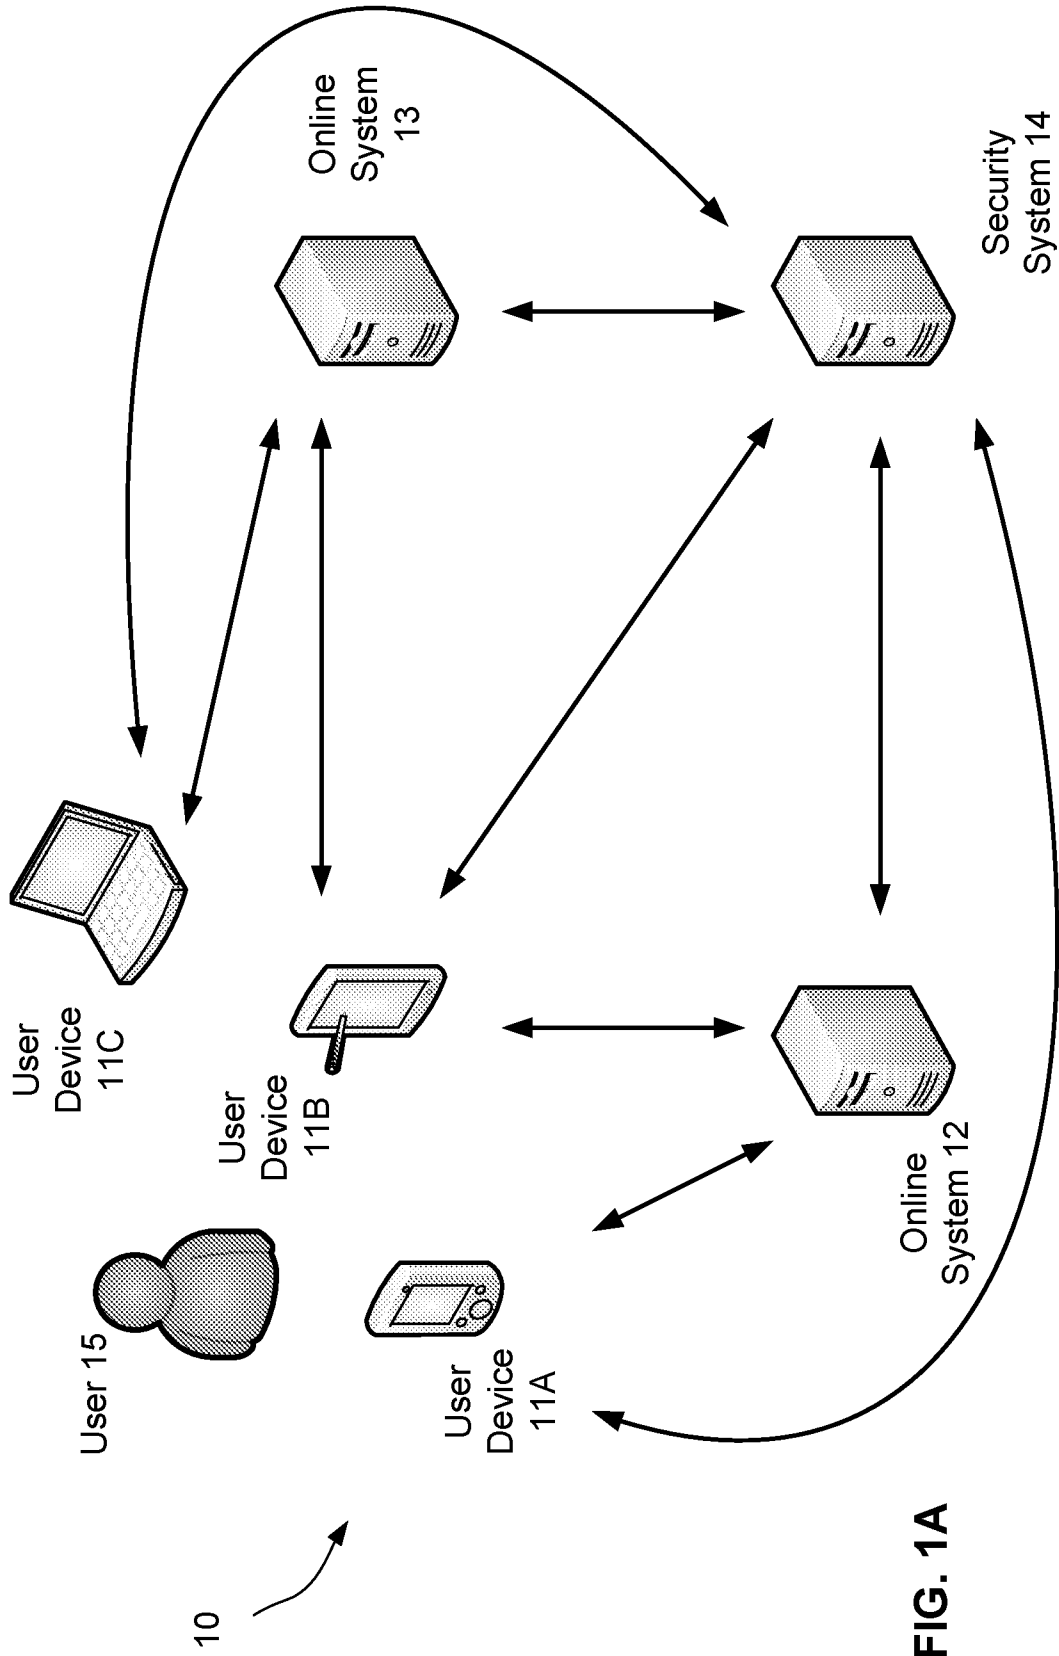 10
User 15
User
Device
11A
User
Device
11B
User
Device
11C
Online
System
13
Online
System 12
Security
System 14
FIG. 1A